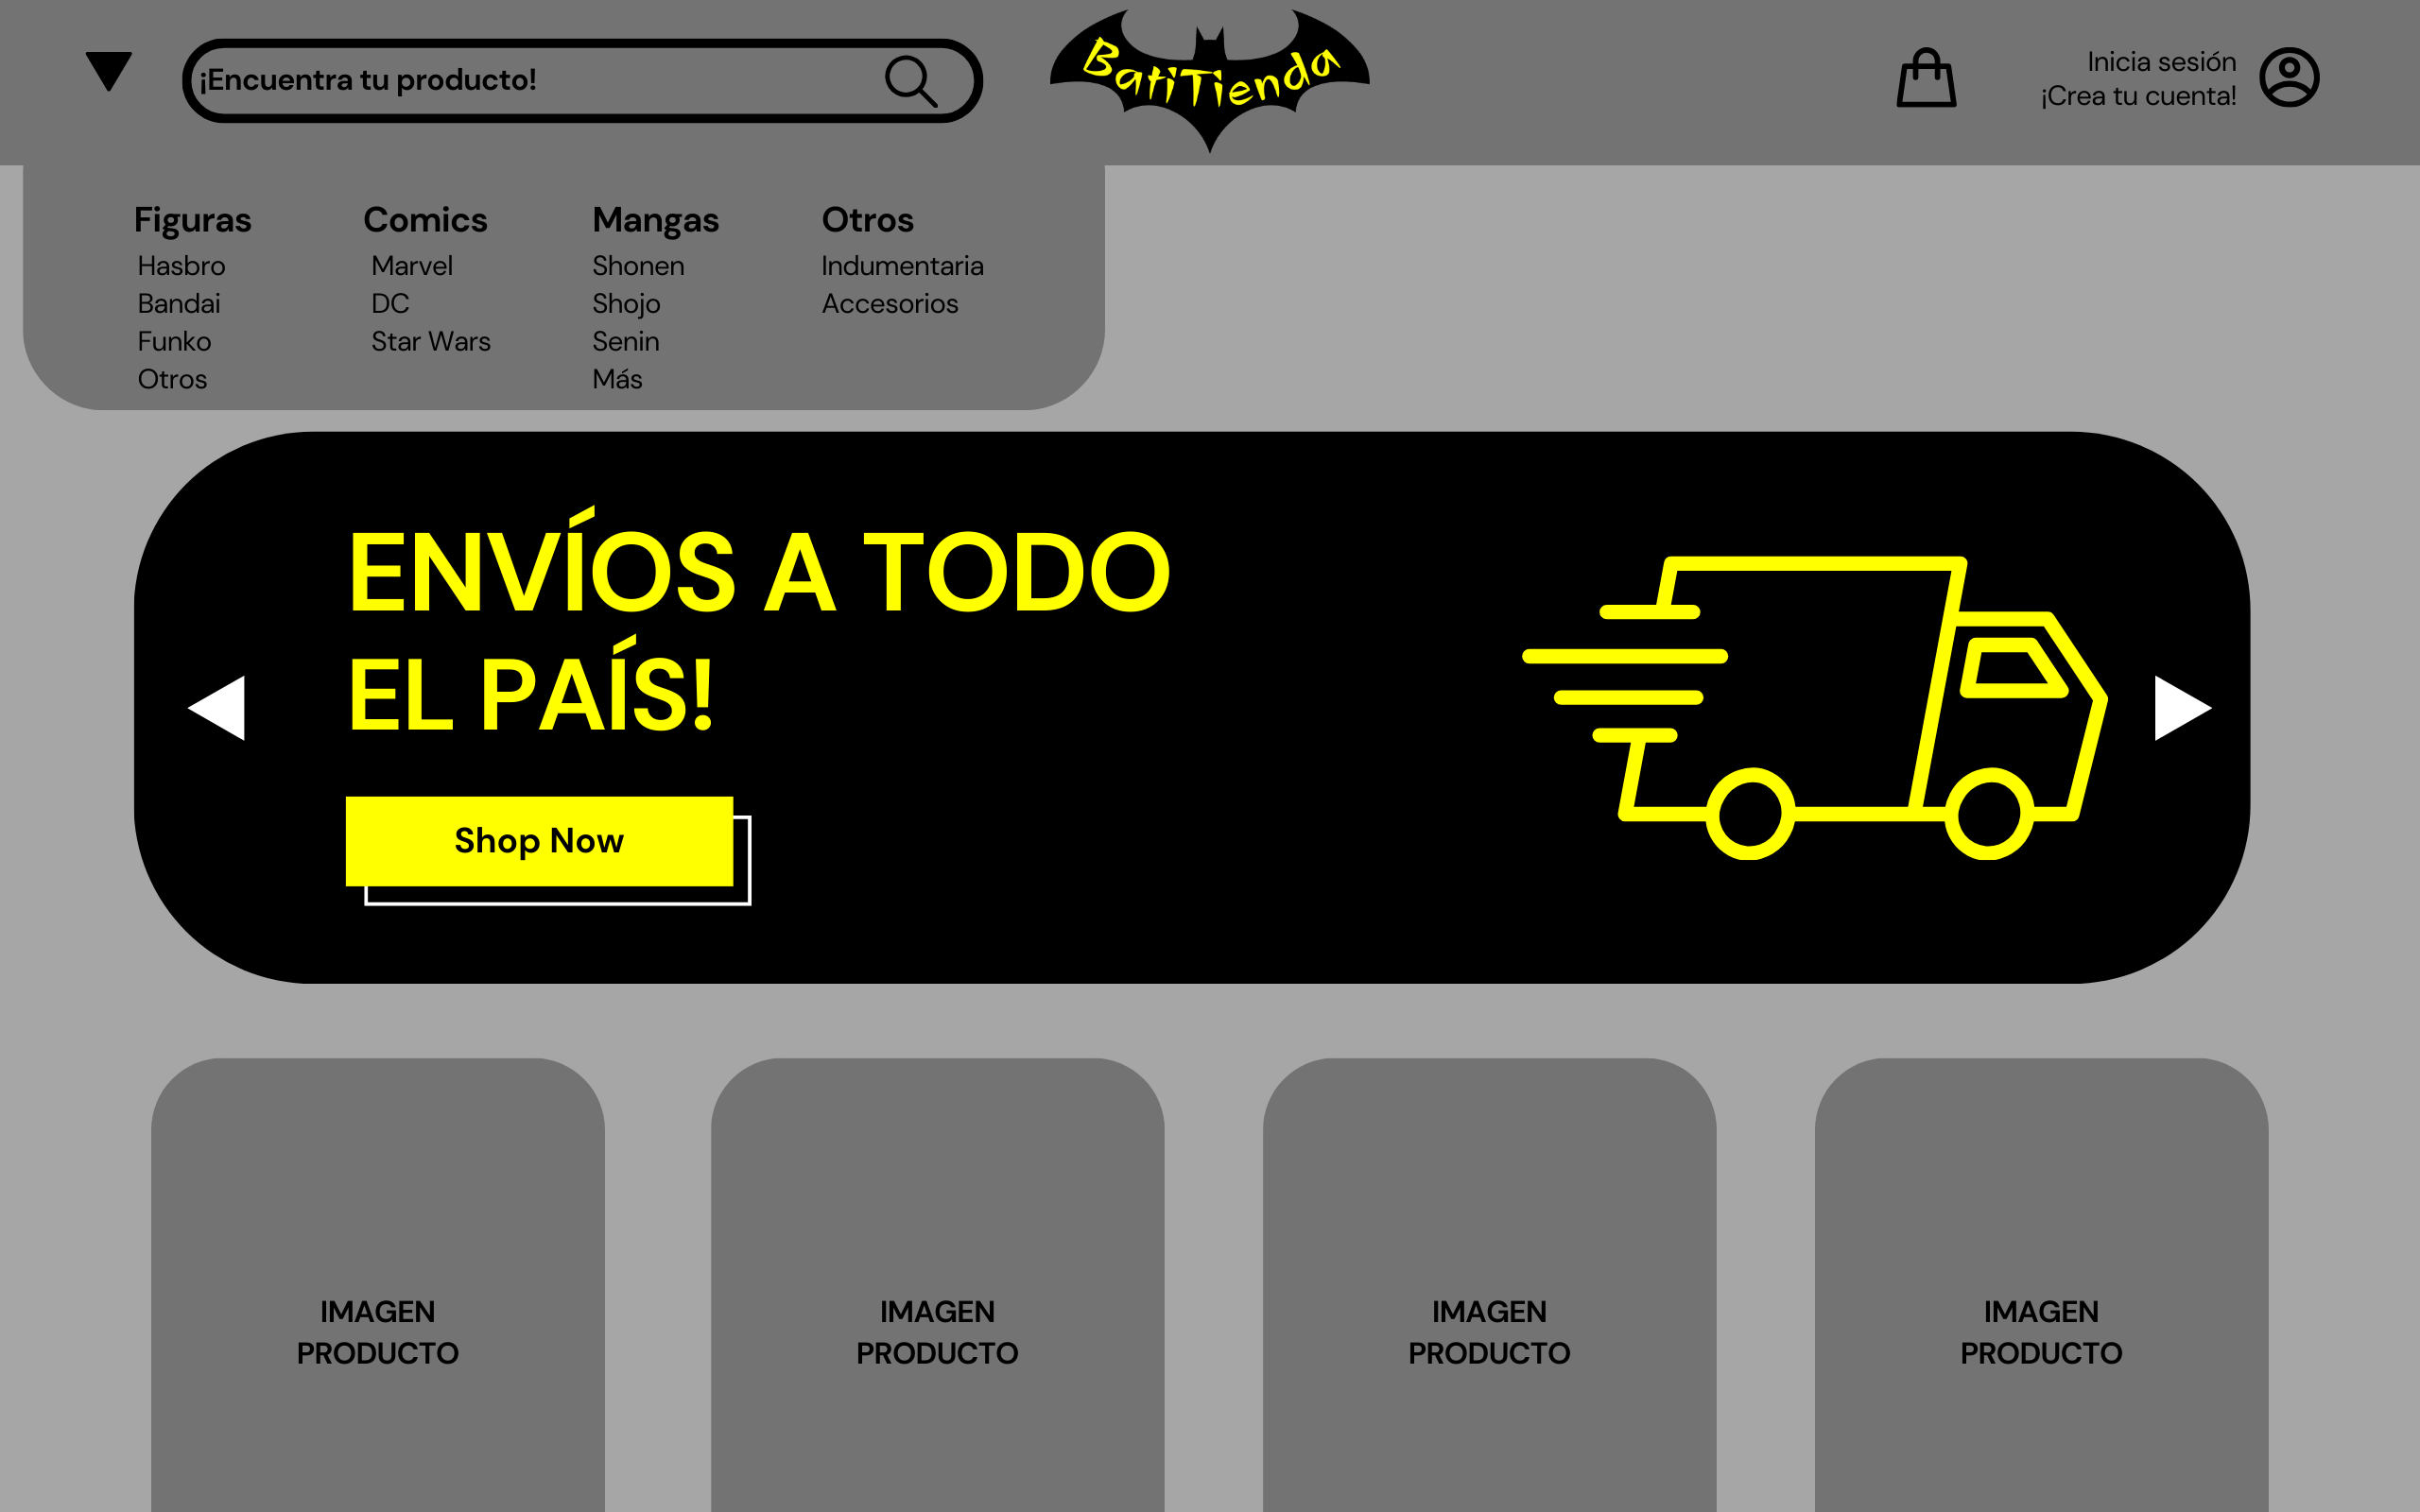 ¡Encuentra tu producto!
BatiTienda
Inicia sesión
¡Crea tu cuenta!
Figuras
Hasbro
Bandai
Funko
Otros
Comics
Marvel
DC
Star Wars
Mangas
Shonen
Shojo
Senin
Más
Otros
Indumentaria
Accesorios
ENVÍOS A TODO
EL PAÍS!
Shop Now
IMAGEN
PRODUCTO
IMAGEN
PRODUCTO
IMAGEN
PRODUCTO
IMAGEN
PRODUCTO